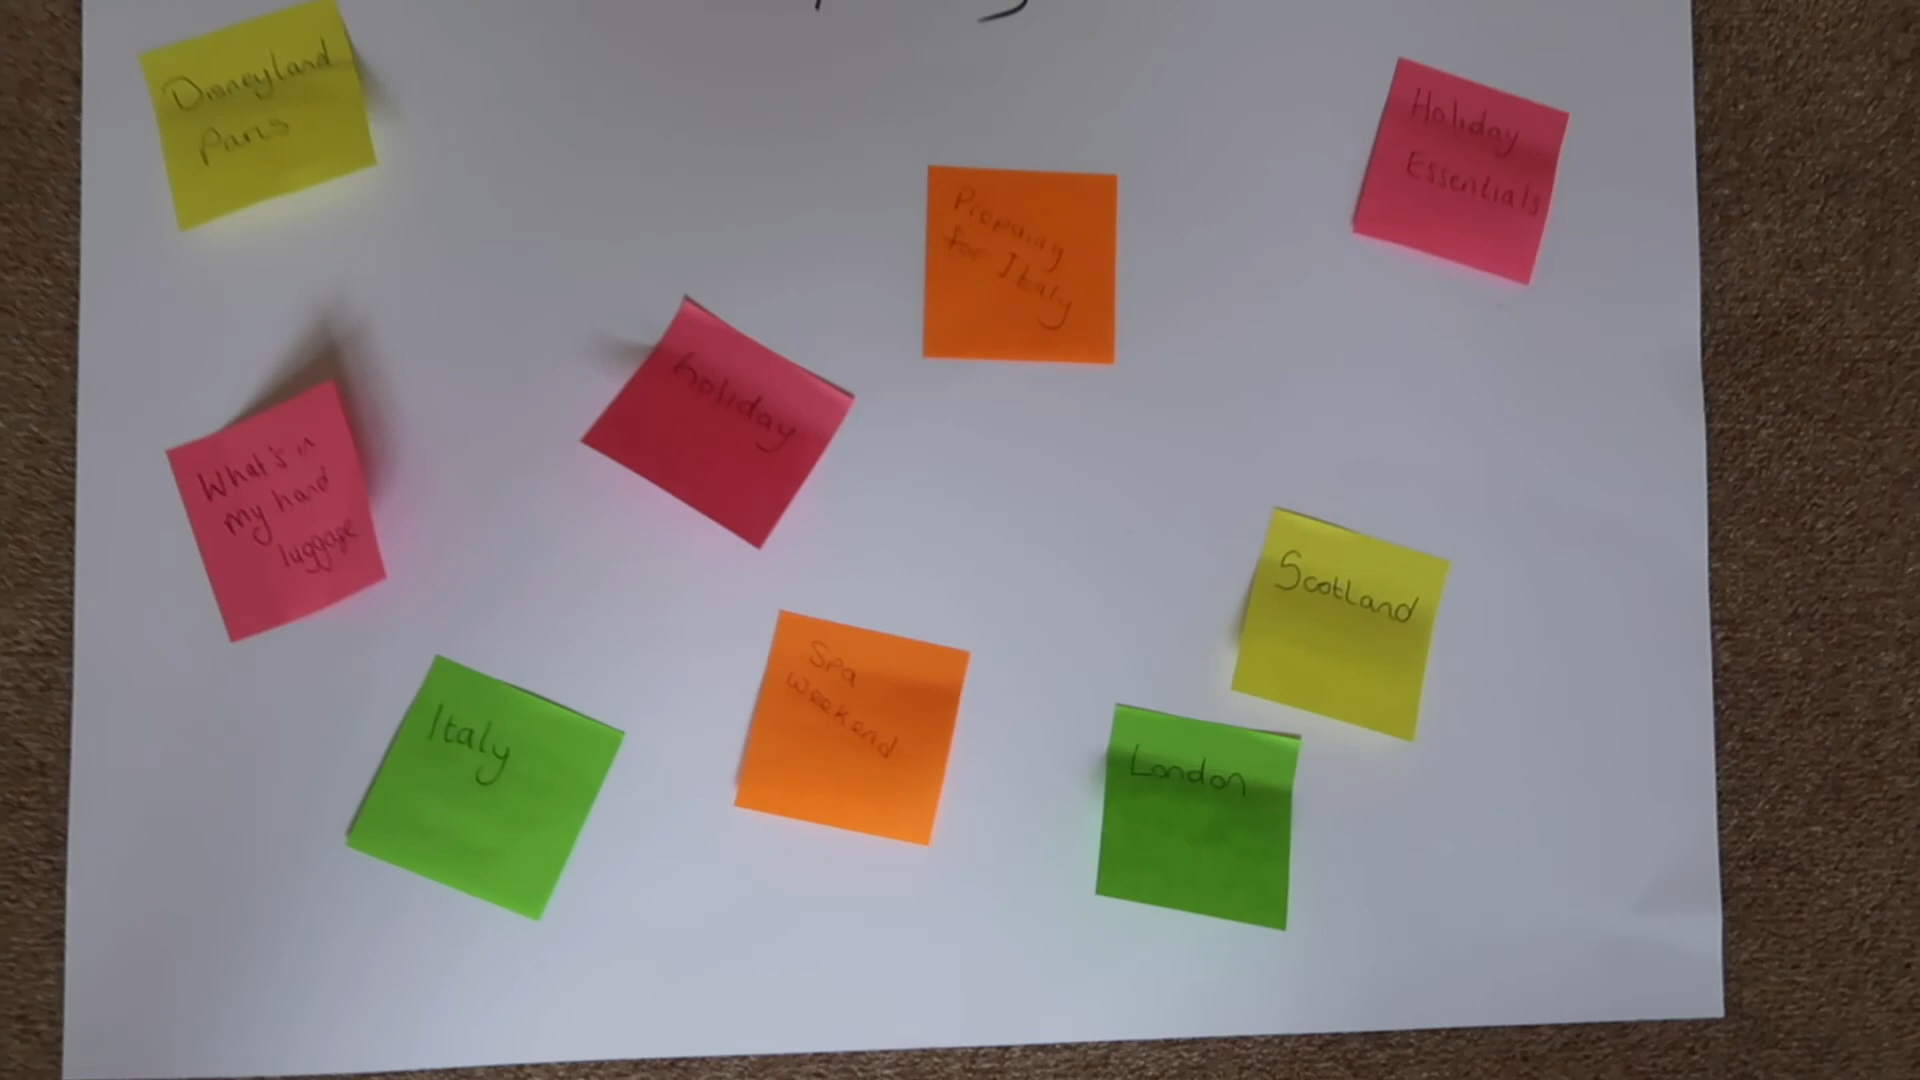 Disneyland
Paris
Holiday
Essentials
Preparing
for Italy
holiday
What's in
my hand
luggage
Scotland
Spa
weekend
Italy
London